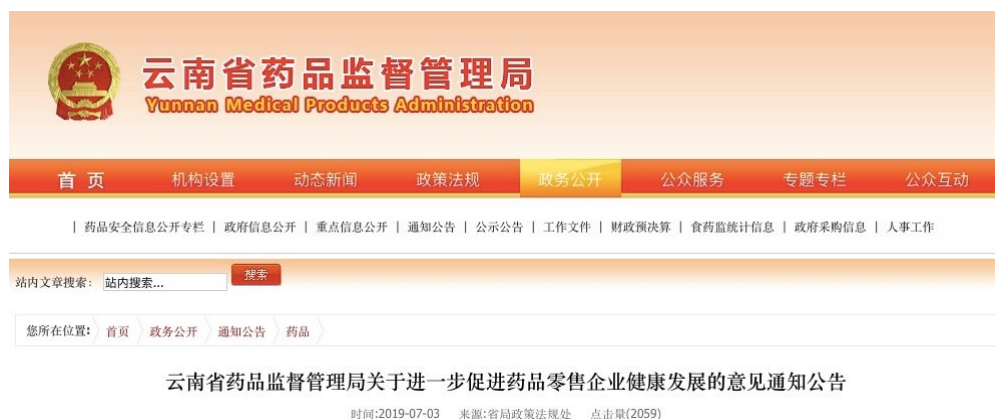 云南省药品监督管理局
Yunnan Medical Products Administration
首页 机构设置 动态新闻 政策法规 政务公开 公众服务 专题专栏 公众互动
| 药品安全信息公开专栏 | 政府信息公开 | 重点信息公开 | 通知公告 | 公示公告 | 工作文件 | 财政预决算 | 食药监统计信息 | 政府采购信息 | 人事工作
站内文章搜索: 站内搜索... 搜索
您所在位置: 首页 政务公开 通知公告 药品
云南省药品监督管理局关于进一步促进药品零售企业健康发展的意见通知公告
时间:2019-07-03 来源:省局政策法规处 点击量(2059)